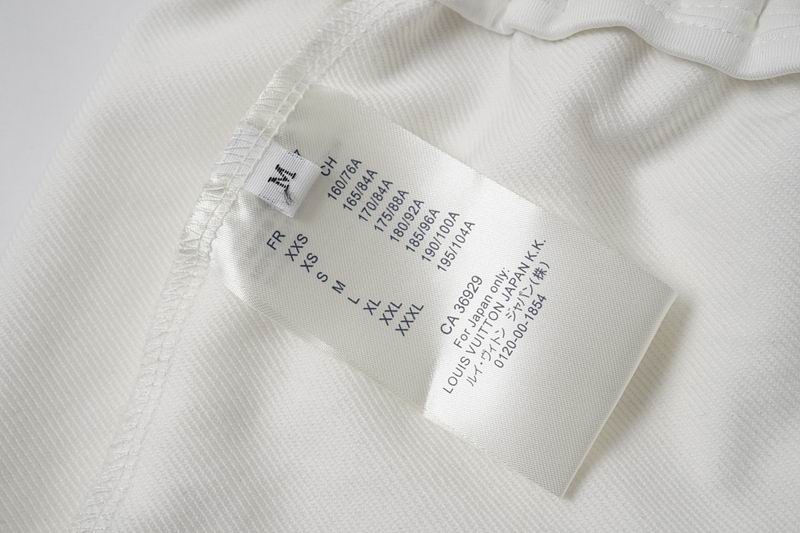 M
FR CH
XXS 160/76A
XS 165/84A
S 170/84A
M 175/88A
L 180/92A
XL 185/96A
XXL 190/100A
XXXL 195/104A
CA 36929
For Japan only:
LOUIS VUITTON JAPAN K.K.
ルイ・ヴィトン ジャパン(株)
0120-00-1854